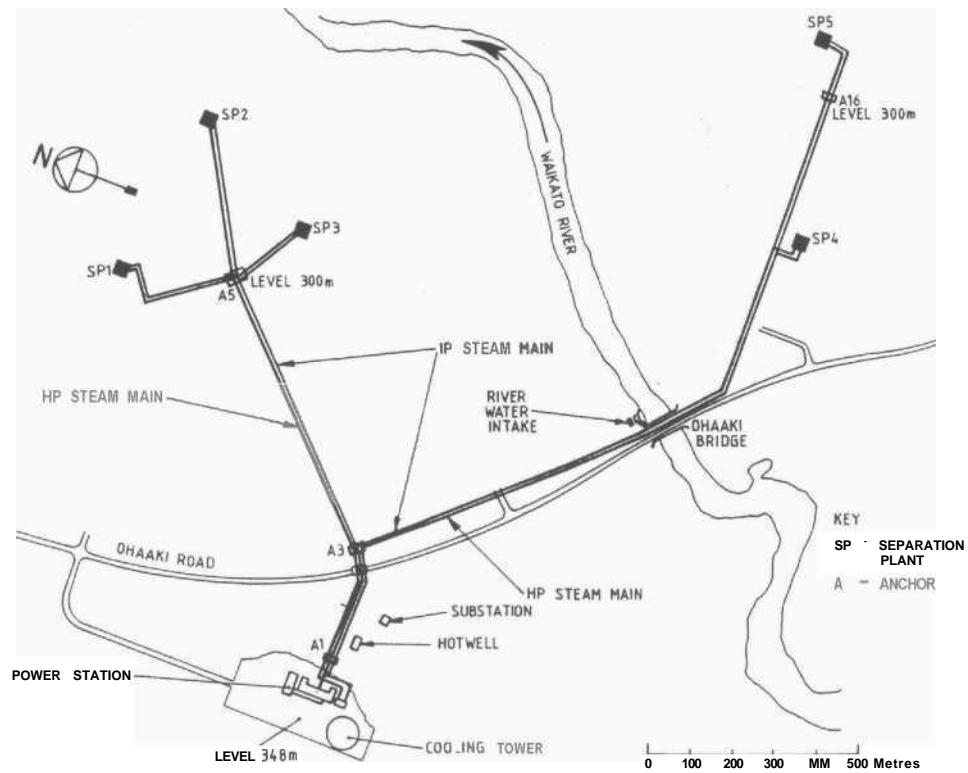 SP5
A16
LEVEL 300m
SP2
N
WAIKATO RIVER
SP3
SP4
SP1
LEVEL 300m
A5
IP STEAM MAIN
HP STEAM MAIN
RIVER
WATER
INTAKE
OHAAKI
BRIDGE
KEY
SP - SEPARATION
PLANT
A - ANCHOR
A3
OHAAKI ROAD
HP STEAM MAIN
SUBSTATION
HOTWELL
A1
POWER STATION
LEVEL 348m
COO_ING TOWER
0 100 200 300 MM 500 Metres